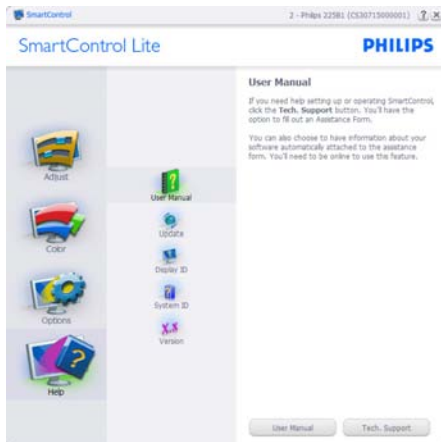 SmartControl
2 - Philips 225B1 (CS30715000001)
? X
SmartControl Lite
PHILIPS
Adjust
Color
Options
Help
User Manual
Update
Display ID
System ID
X.X
Version
User Manual
If you need help setting up or operating SmartControl,
click the Tech. Support button. You'll have the
option to fill out an Assistance Form.
You can also choose to have information about your
software automatically attached to the assistance
form. You'll need to be online to use this feature.
User Manual
Tech. Support